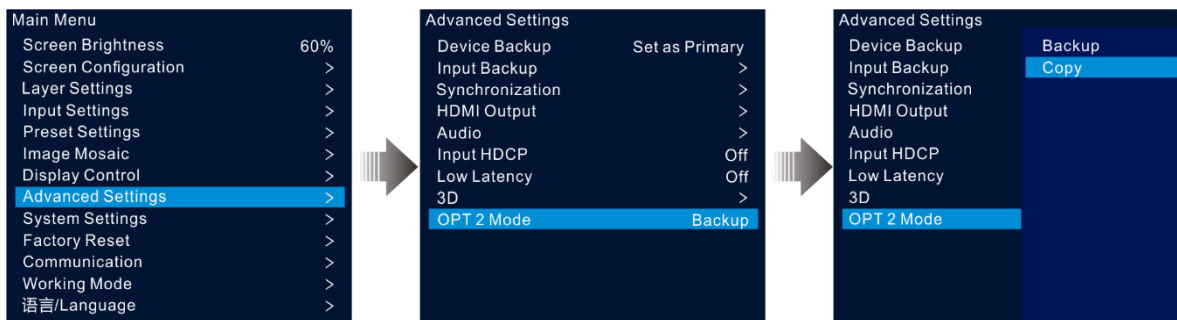 Main Menu
Screen Brightness 60%
Screen Configuration >
Layer Settings >
Input Settings >
Preset Settings >
Image Mosaic >
Display Control >
Advanced Settings >
System Settings >
Factory Reset >
Communication >
Working Mode >
语言/Language >
Advanced Settings
Device Backup Set as Primary
Input Backup >
Synchronization >
HDMI Output >
Audio >
Input HDCP Off
Low Latency Off
3D >
OPT 2 Mode Backup
Advanced Settings
Device Backup Backup
Input Backup Copy
Synchronization
HDMI Output
Audio
Input HDCP
Low Latency
3D
OPT 2 Mode